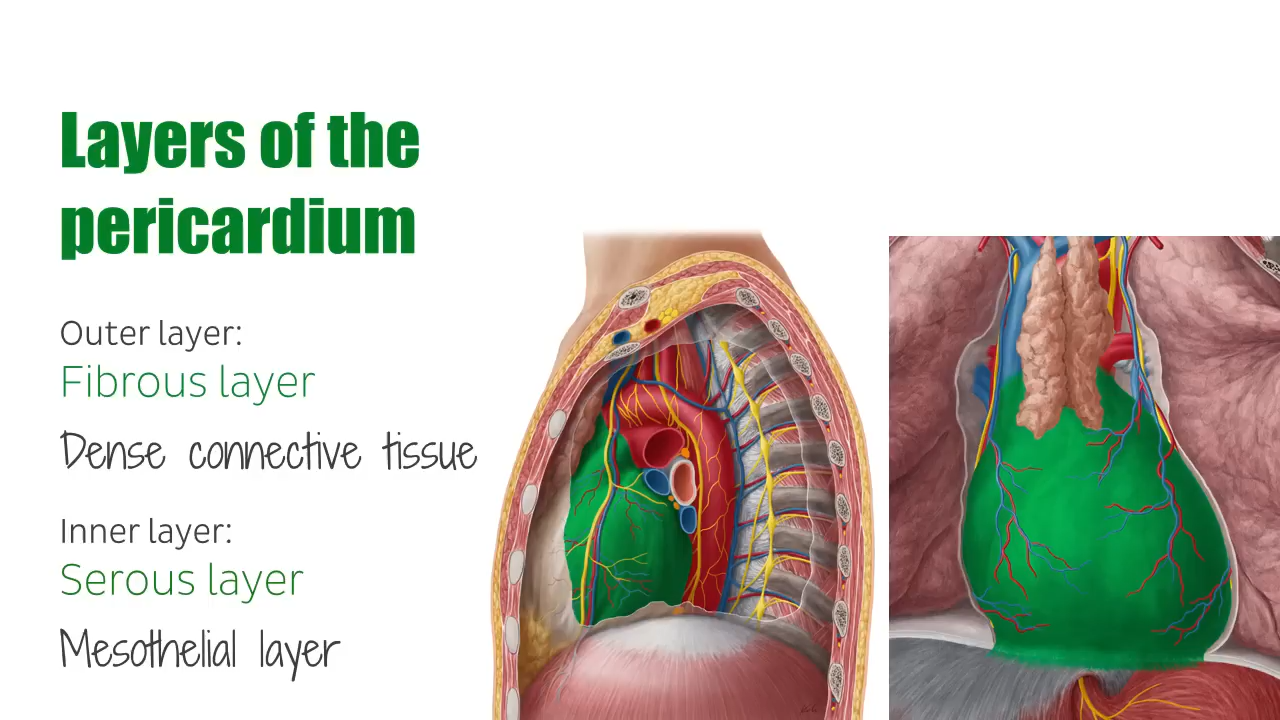 Layers of the
pericardium
Outer layer:
Fibrous layer
Dense connective tissue
Inner layer:
Serous layer
Mesothelial layer